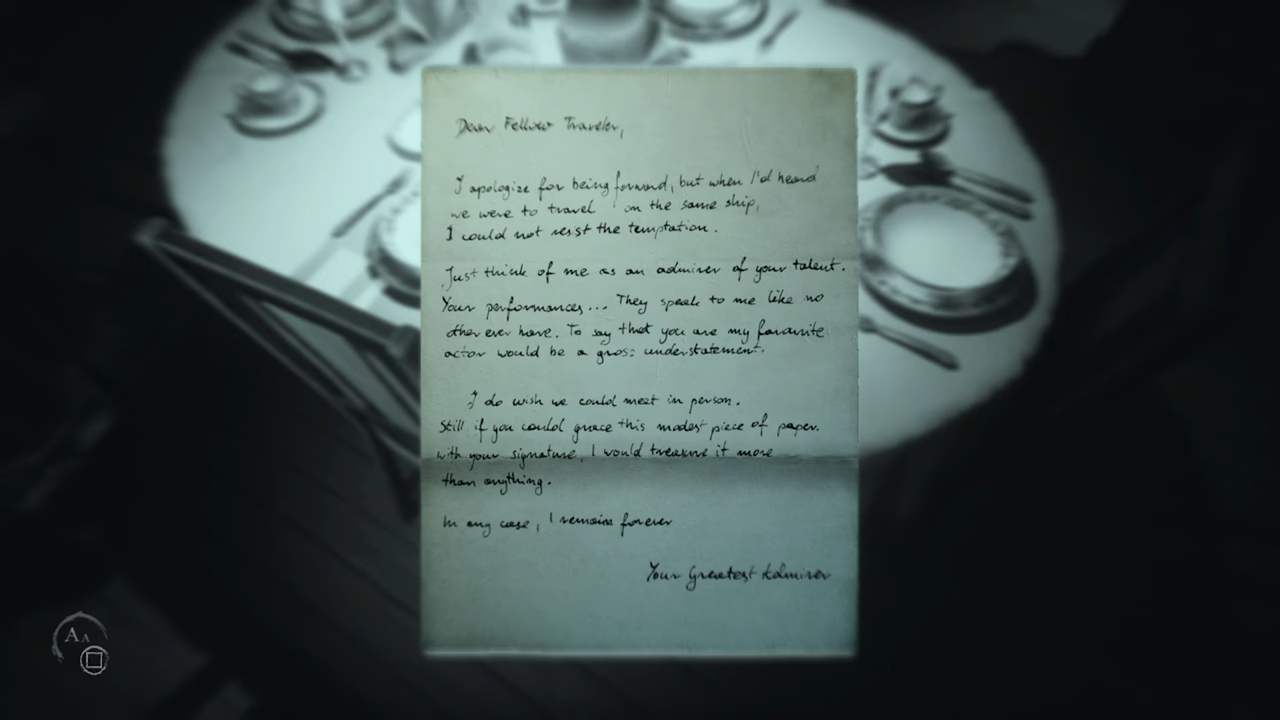 Dear Fellow Traveler,
I apologize for being forward, but when I'd heard
we were to travel on the same ship,
I could not resist the temptation.
Just think of me as an admirer of your talent.
Your performances... They speak to me like no
other ever have. To say that you are my favourite
actor would be a gross understatement.
I do wish we could meet in person.
Still, if you could grace this modest piece of paper.
with your signature, I would treasure it more
than anything.
In any case, I remain forever
Your Greatest Admirer
A A